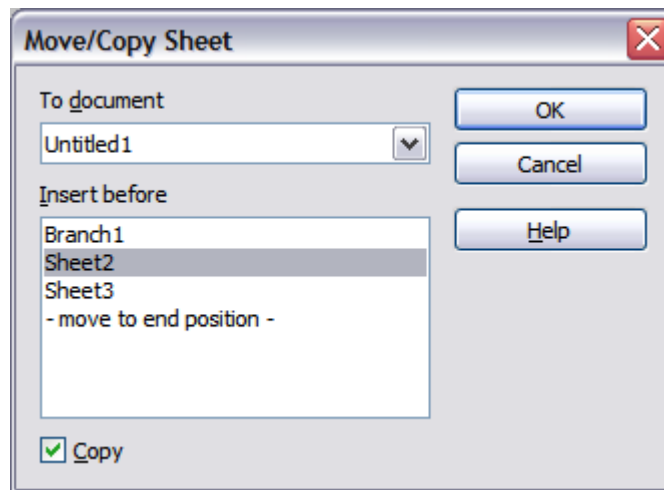 Move/Copy Sheet
To document
Untitled1
Insert before
Branch1
Sheet2
Sheet3
- move to end position -
Copy
OK
Cancel
Help